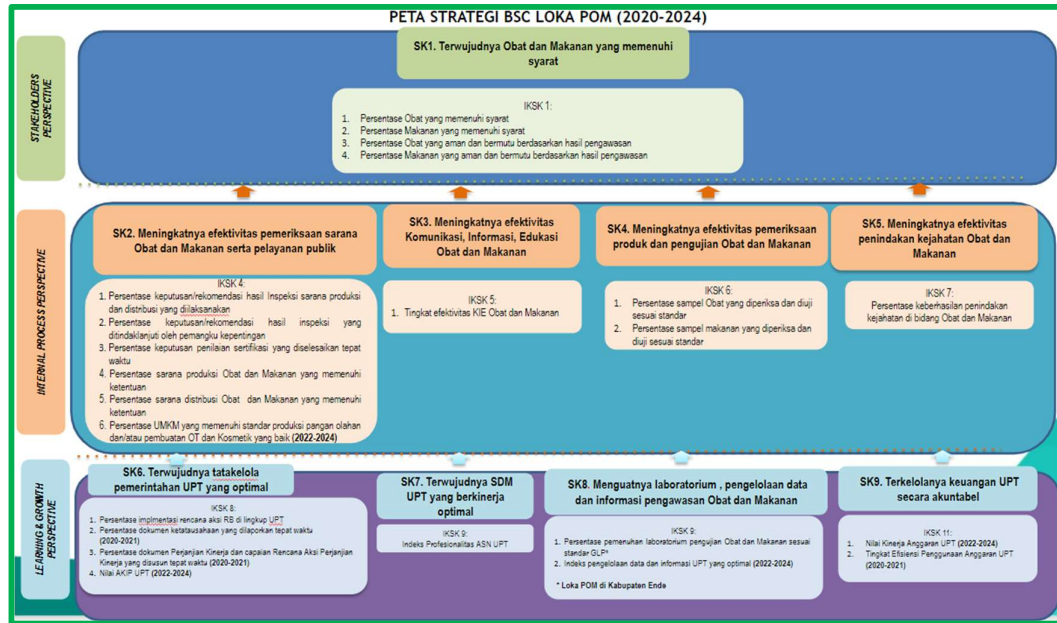 PETA STRATEGI BSC LOKA POM (2020-2024)
STAKEHOLDERS
PERSPECTIVE
SK1. Terwujudnya Obat dan Makanan yang memenuhi
syarat
IKSK 1:
1. Persentase Obat yang memenuhi syarat
2. Persentase Makanan yang memenuhi syarat
3. Persentase Obat yang aman dan bermutu berdasarkan hasil pengawasan
4. Persentase Makanan yang aman dan bermutu berdasarkan hasil pengawasan
INTERNAL PROCESS PERSPECTIVE
SK2. Meningkatnya efektivitas pemeriksaan sarana
Obat dan Makanan serta pelayanan publik
IKSK 4:
1. Persentase keputusan/rekomendasi hasil Inspeksi sarana produksi
dan distribusi yang dilaksanakan
2. Persentase keputusan/rekomendasi hasil inspeksi yang
ditindaklanjuti oleh pemangku kepentingan
3. Persentase keputusan penilaian sertifikasi yang diselesaikan tepat
waktu
4. Persentase sarana produksi Obat dan Makanan yang memenuhi
ketentuan
5. Persentase sarana distribusi Obat dan Makanan yang memenuhi
ketentuan
6. Persentase UMKM yang memenuhi standar produksi pangan olahan
dan/atau pembuatan OT dan Kosmetik yang baik (2022-2024)
SK3. Meningkatnya efektivitas
Komunikasi, Informasi, Edukasi
Obat dan Makanan
IKSK 5:
1. Tingkat efektivitas KIE Obat dan Makanan
SK4. Meningkatnya efektivitas pemeriksaan
produk dan pengujian Obat dan Makanan
IKSK 6:
1. Persentase sampel Obat yang diperiksa dan diuji
sesuai standar
2. Persentase sampel makanan yang diperiksa dan
diuji sesuai standar
SK5. Meningkatnya efektivitas
penindakan kejahatan Obat dan
Makanan
IKSK 7:
Persentase keberhasilan penindakan
kejahatan di bidang Obat dan Makanan
LEARNING & GROWTH
PERSPECTIVE
SK6. Terwujudnya tatakelola
pemerintahan UPT yang optimal
IKSK 8:
1. Persentase implmentasi rencana aksi RB di lingkup UPT
2. Persentase dokumen ketatausahaan yang dilaporkan tepat waktu
(2020-2021)
3. Persentase dokumen Perjanjian Kinerja dan capaian Rencana Aksi Perjanjian
Kinerja yang disusun tepat waktu (2020-2021)
4. Nilai AKIP UPT (2022-2024)
SK7. Terwujudnya SDM
UPT yang berkinerja
optimal
IKSK 9:
Indeks Profesionalitas ASN UPT
SK8. Menguatnya laboratorium , pengelolaan data
dan informasi pengawasan Obat dan Makanan
IKSK 9:
1. Persentase pemenuhan laboratorium pengujian Obat dan Makanan sesuai
standar GLP*
2. Indeks pengelolaan data dan informasi UPT yang optimal (2022-2024)
* Loka POM di Kabupaten Ende
SK9. Terkelolanya keuangan UPT
secara akuntabel
IKSK 11:
1. Nilai Kinerja Anggaran UPT (2022-2024)
2. Tingkat Efisiensi Penggunaan Anggaran UPT
(2020-2021)